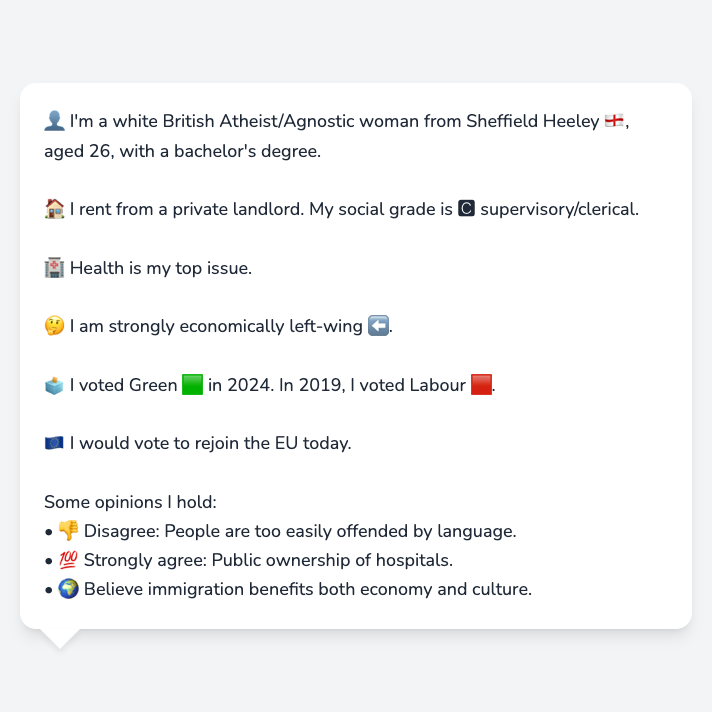 👤 I'm a white British Atheist/Agnostic woman from Sheffield Heeley 🏴󠁧󠁢󠁥󠁮󠁧󠁿,
aged 26, with a bachelor's degree.
🏠 I rent from a private landlord. My social grade is 🅲 supervisory/clerical.
🏥 Health is my top issue.
🤔 I am strongly economically left-wing ⬅️.
🗳️ I voted Green 🟩 in 2024. In 2019, I voted Labour 🟥.
🇪🇺 I would vote to rejoin the EU today.
Some opinions I hold:
• 👎 Disagree: People are too easily offended by language.
• 💯 Strongly agree: Public ownership of hospitals.
• 🌍 Believe immigration benefits both economy and culture.